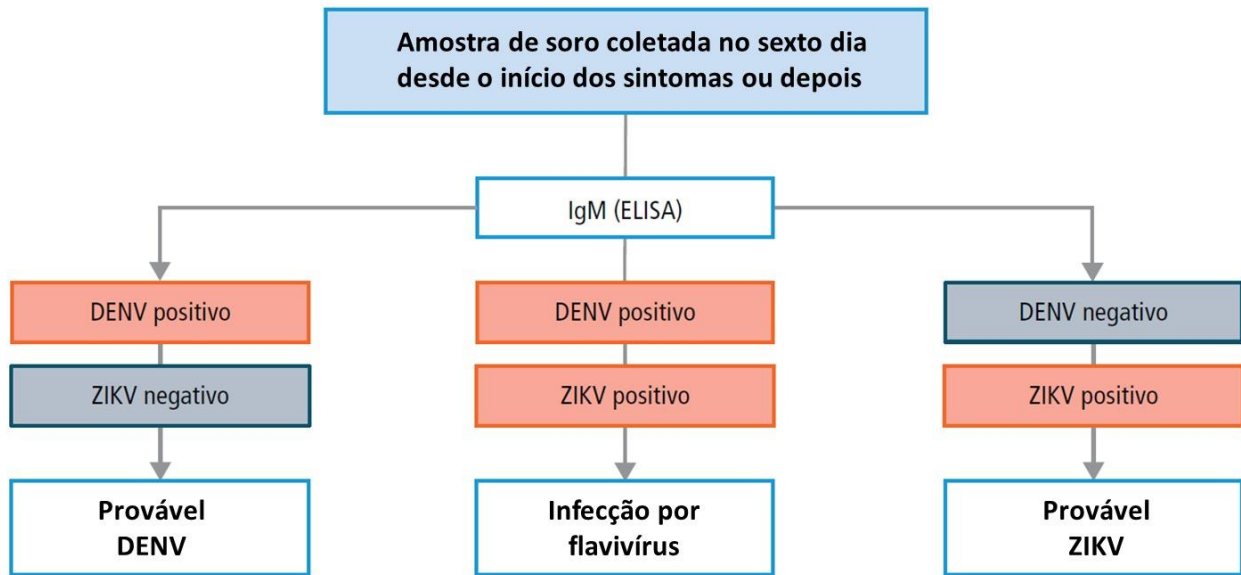 Amostra de soro coletada no sexto dia
desde o início dos sintomas ou depois
IgM (ELISA)
DENV positivo
ZIKV negativo
Provável
DENV
DENV positivo
ZIKV positivo
Infecção por
flavivírus
DENV negativo
ZIKV positivo
Provável
ZIKV